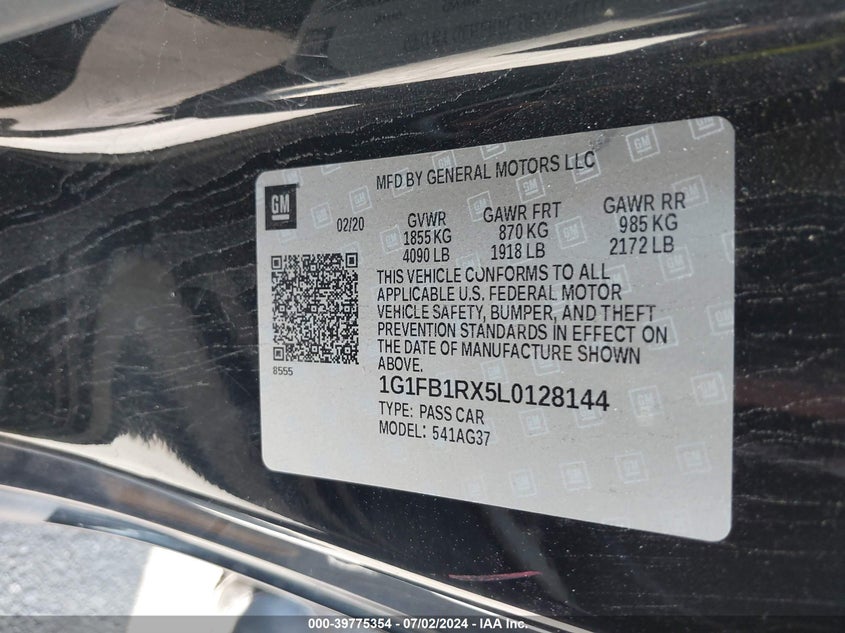 MFD BY GENERAL MOTORS LLC
GM
02/20
GVWR GAWR FRT GAWR RR
1855 KG 870 KG 985 KG
4090 LB 1918 LB 2172 LB
THIS VEHICLE CONFORMS TO ALL
APPLICABLE U.S. FEDERAL MOTOR
VEHICLE SAFETY, BUMPER, AND THEFT
PREVENTION STANDARDS IN EFFECT ON
THE DATE OF MANUFACTURE SHOWN
ABOVE.
8555
1G1FB1RX5L0128144
TYPE: PASS CAR
MODEL: 541AG37
000-39775354 - 07/02/2024 - IAA Inc.